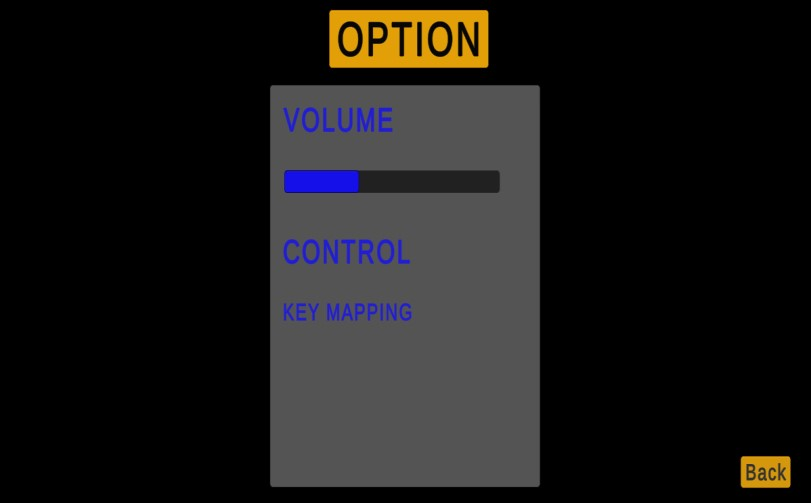 OPTION
VOLUME
CONTROL
KEY MAPPING
Back